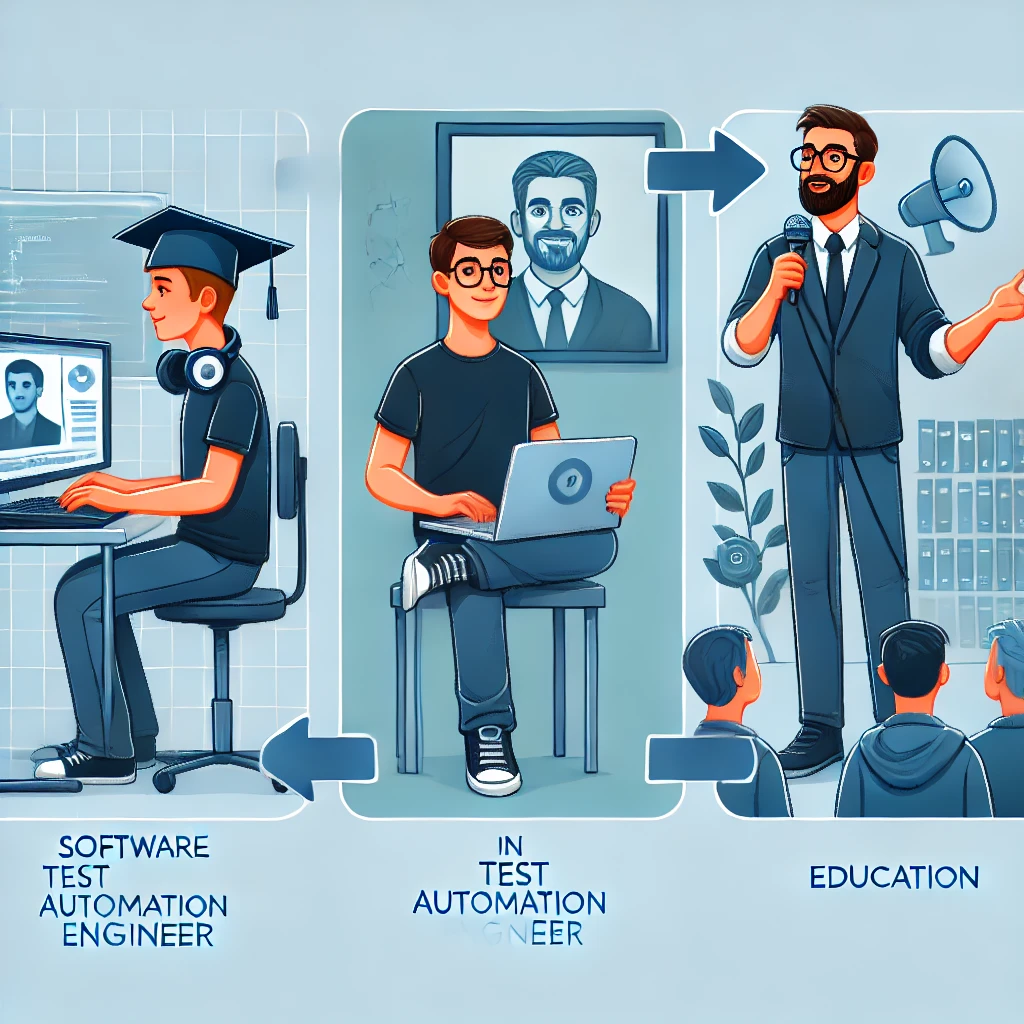 SOFTWARE
TEST
AUTOMATION
ENGINEER
IN
TEST
AUTOMATION
EDUCATION